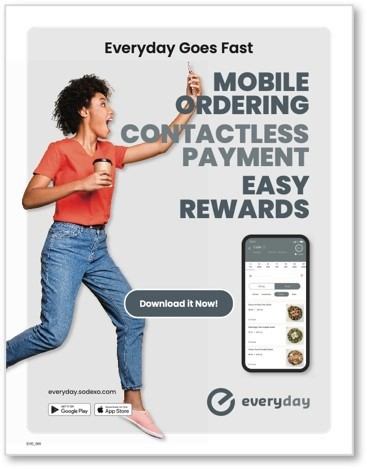 Everyday Goes Fast
MOBILE
ORDERING
CONTACTLESS
PAYMENT
EASY
REWARDS
Download it Now!
everyday.sodexo.com
Google Play
App Store
everyday